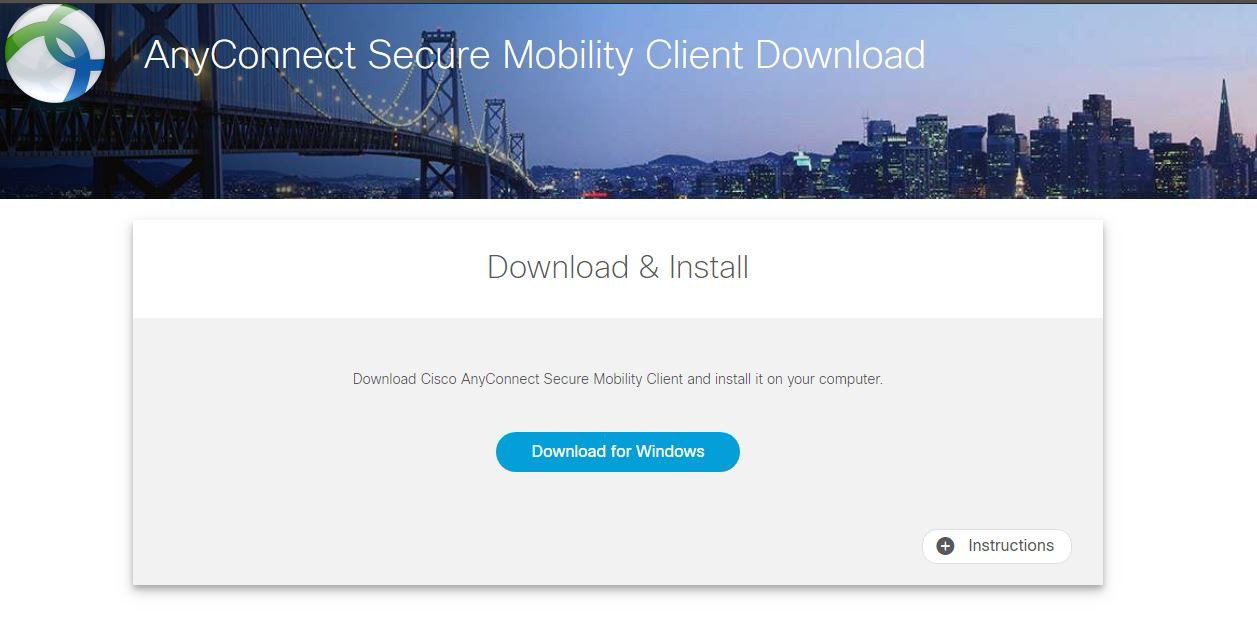 AnyConnect Secure Mobility Client Download
Download & Install
Download Cisco AnyConnect Secure Mobility Client and install it on your computer.
Download for Windows
Instructions